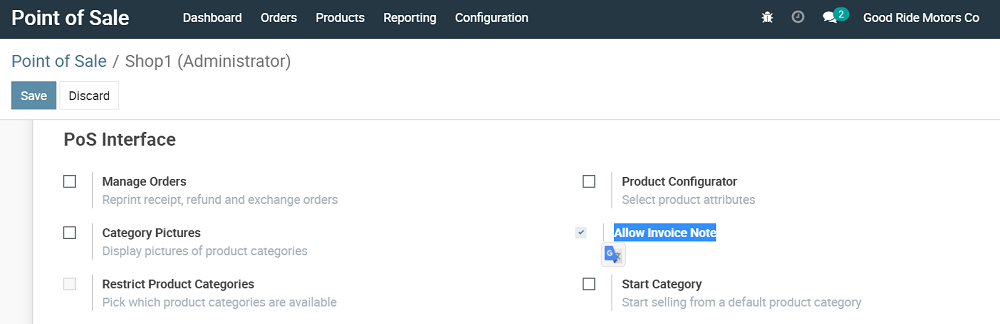 Point of Sale Dashboard Orders Products Reporting Configuration 2 Good Ride Motors Co
Point of Sale / Shop1 (Administrator)
Save Discard
PoS Interface
Manage Orders
Reprint receipt, refund and exchange orders
Product Configurator
Select product attributes
Category Pictures
Display pictures of product categories
Allow Invoice Note
Restrict Product Categories
Pick which product categories are available
Start Category
Start selling from a default product category